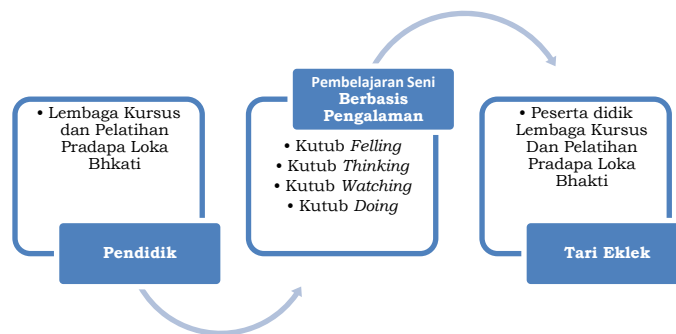 • Lembaga Kursus
dan Pelatihan
Pradapa Loka
Bhkati
Pendidik
Pembelajaran Seni
Berbasis
Pengalaman
• Kutub Felling
• Kutub Thinking
• Kutub Watching
• Kutub Doing
• Peserta didik
Lembaga Kursus
Dan Pelatihan
Pradapa Loka
Bhakti
Tari Eklek